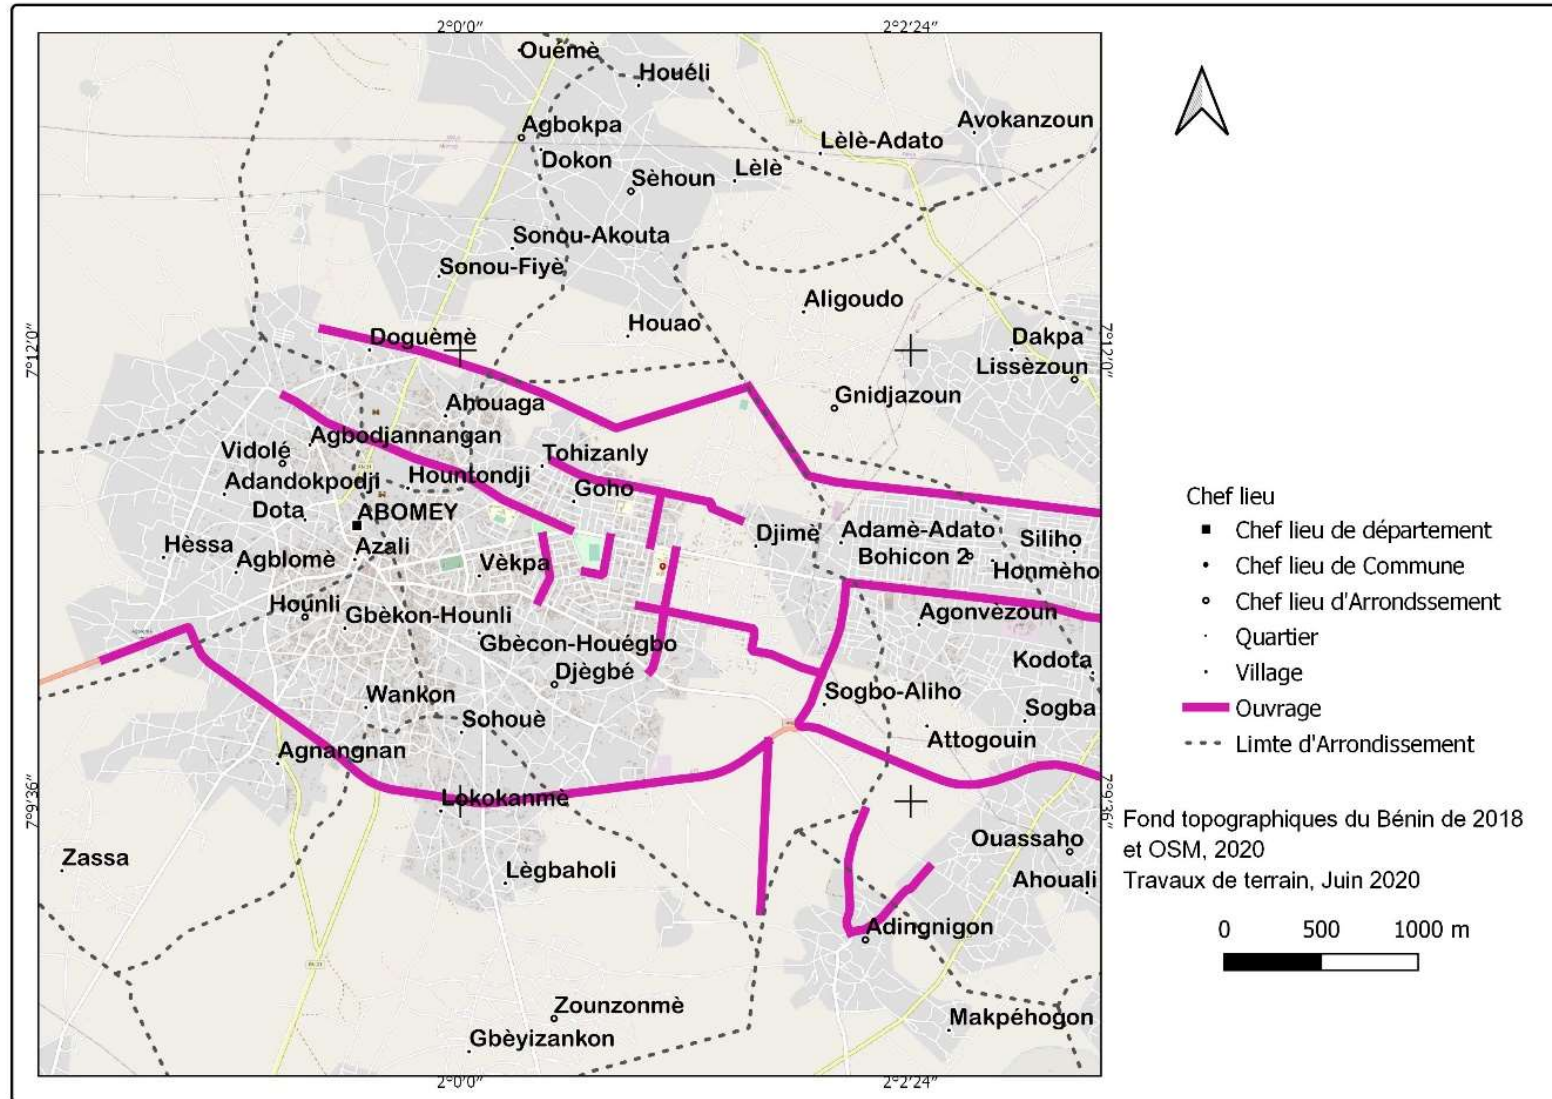 2°0'0" 2°2'24"
Ouémè
Houéli
Avokanzoun
Agbokpa
Lèlè-Adato
Dokon
Lèlè
Sèhoun
Sonou-Akouta
Sonou-Fiyè
Aligoudo
Houao
Doguèmè
Dakpa
7°12'0" 7°12'0"
Lissèzoun
Gnidjazoun
Ahouaga
Agbodjannangan
Vidolé
Tohizanly
Hountondji
Adandokpodji
Goho
Dota
ABOMEY
Djimè
Adamè-Adato
Siliho
Hèssa
Azali
Bohicon 2
Agblomè
Vèkpa
Honmèho
Hounli
Gbèkon-Hounli
Agonvèzoun
Gbècon-Houégbo
Kodota
Djègbé
Wankon
Sogbo-Aliho
Sohouè
Sogba
Attogouin
Agnangnan
7°9'36" 7°9'36"
Lokokanmè
Ouassaho
Zassa
Lègbaholi
Ahouali
Adingnigon
Zounzonmè
Makpéhogon
Gbèyizankon
2°0'0" 2°2'24"
Chef lieu
Chef lieu de département
Chef lieu de Commune
Chef lieu d'Arrondssement
Quartier
Village
Ouvrage
Limte d'Arrondissement
Fond topographiques du Bénin de 2018
et OSM, 2020
Travaux de terrain, Juin 2020
0 500 1000 m